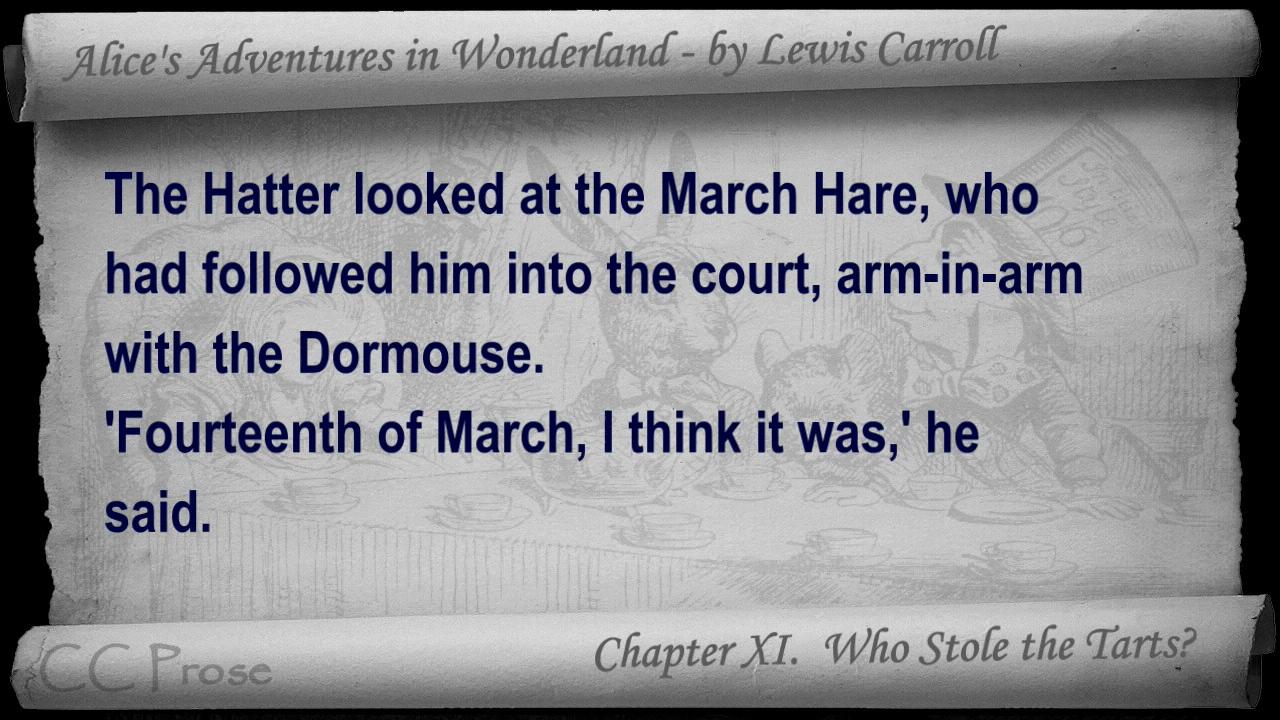 Alice's Adventures in Wonderland - by Lewis Carroll
The Hatter looked at the March Hare, who
had followed him into the court, arm-in-arm
with the Dormouse.
'Fourteenth of March, I think it was,' he
said.
Chapter XI. Who Stole the Tarts?
CC Prose